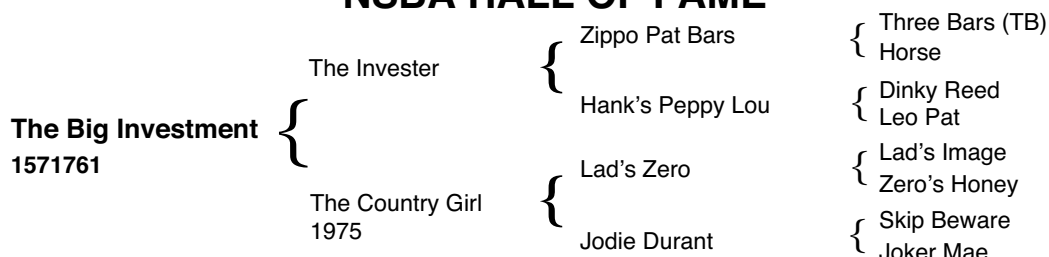 NSBA HALL OF FAME
Three Bars (TB)
Zippo Pat Bars
Horse
The Invester
Dinky Reed
Hank's Peppy Lou
Leo Pat
The Big Investment
1571761
Lad's Image
Lad's Zero
Zero's Honey
The Country Girl
1975
Skip Beware
Jodie Durant
Joker Mae